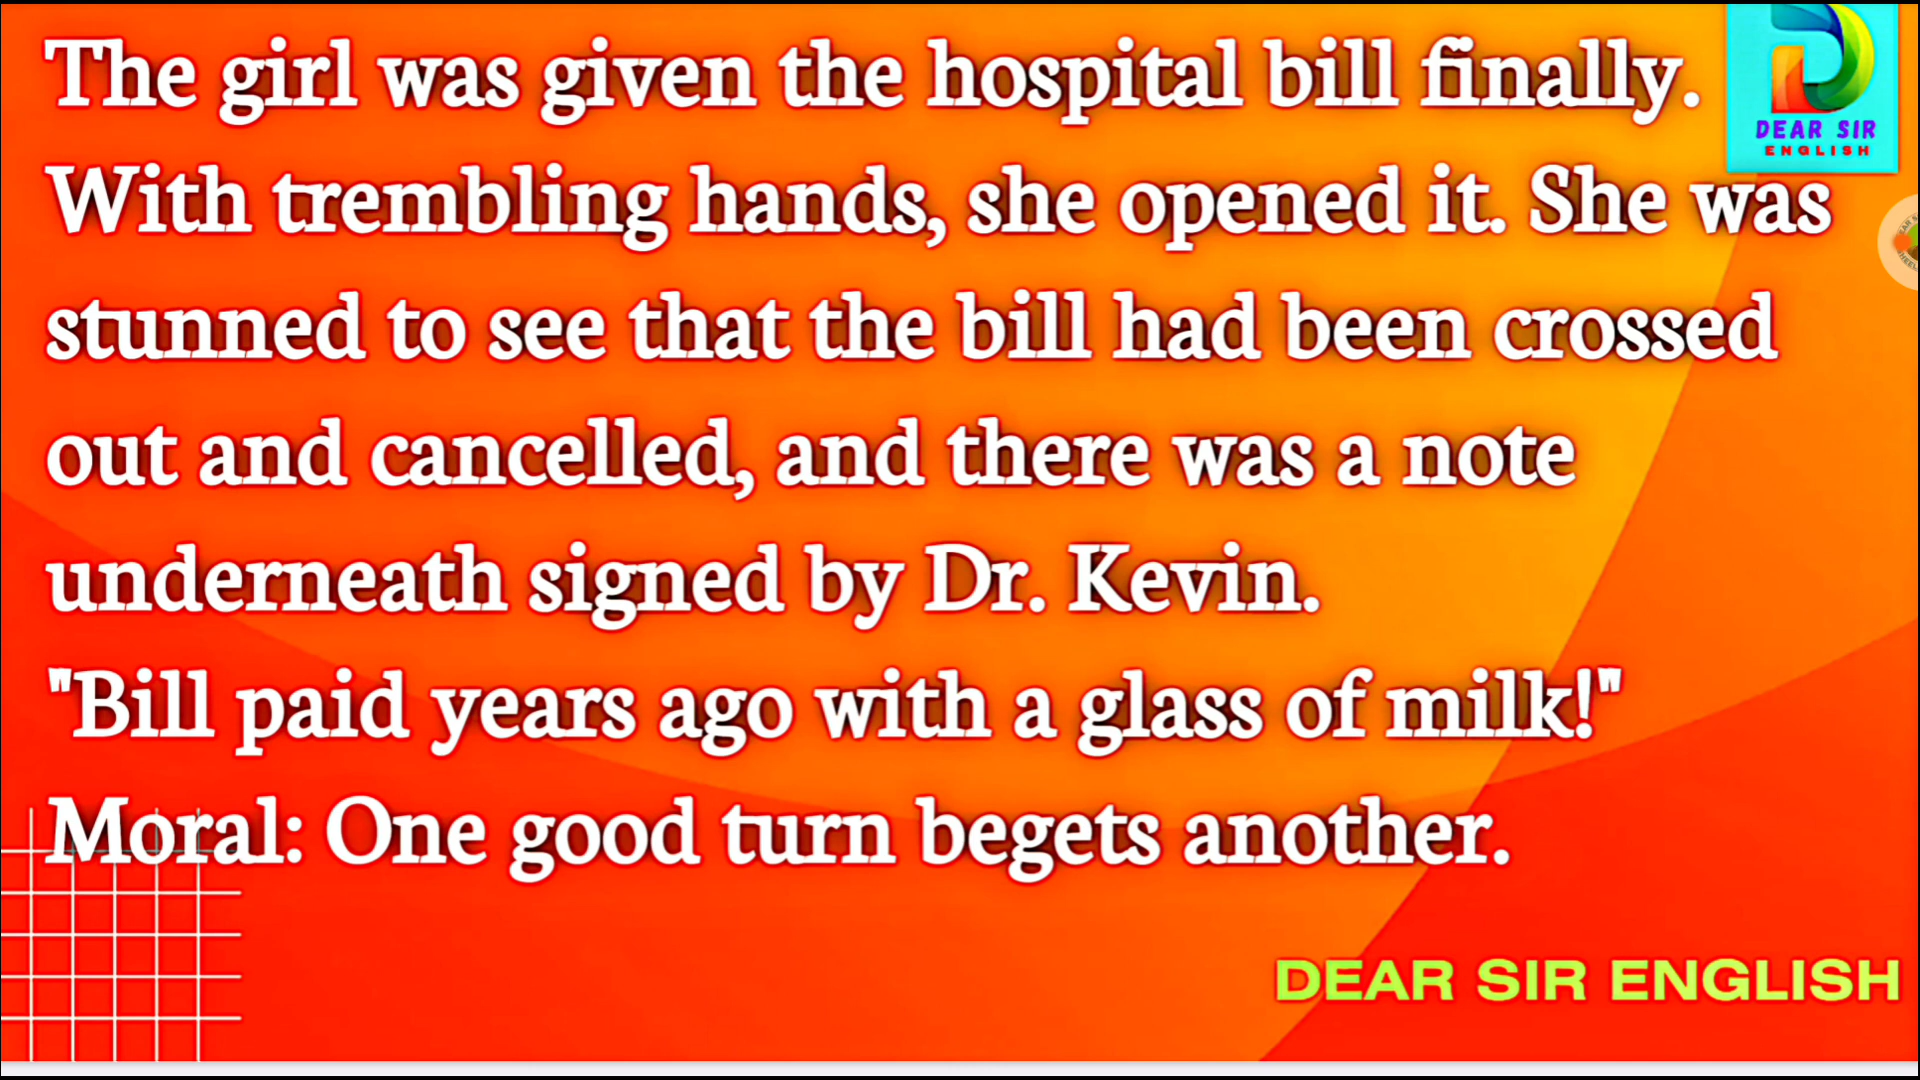 The girl was given the hospital bill finally.
DEAR SIR
ENGLISH
With trembling hands, she opened it. She was
stunned to see that the bill had been crossed
out and cancelled, and there was a note
underneath signed by Dr. Kevin.
"Bill paid years ago with a glass of milk!"
Moral: One good turn begets another.
DEAR SIR ENGLISH